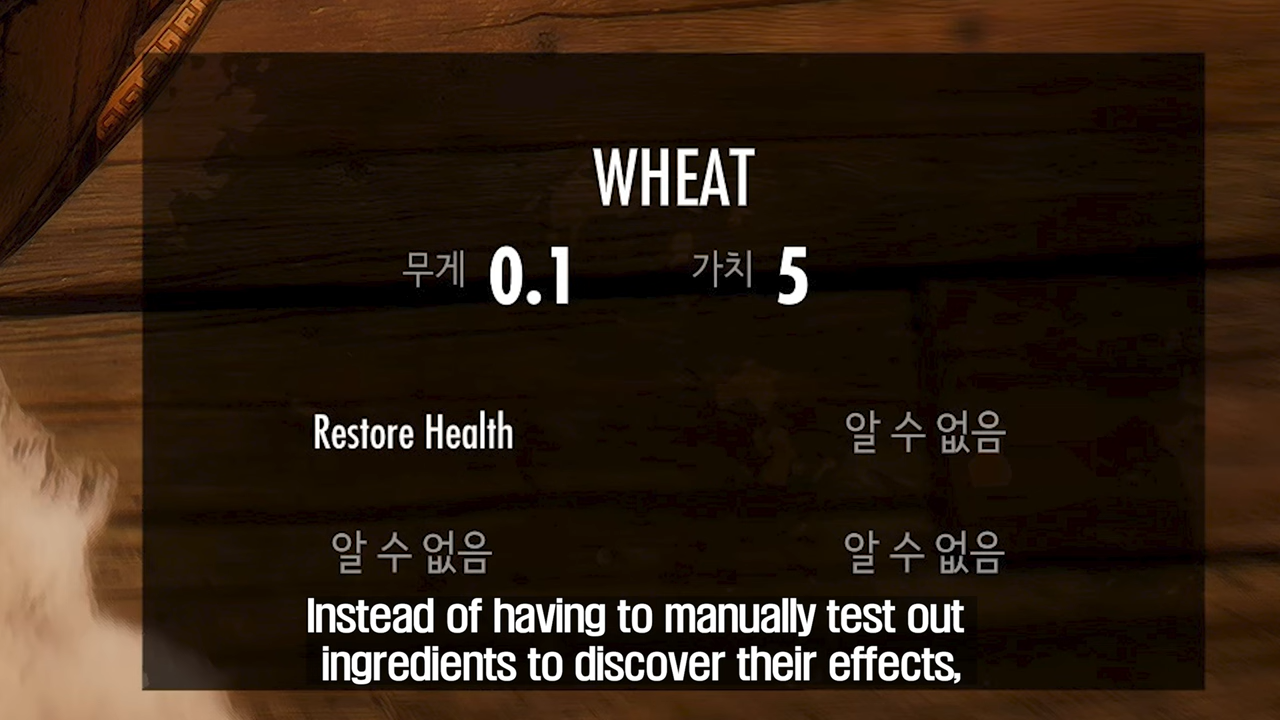 WHEAT
무게 0.1 가치 5
Restore Health 알 수 없음
알 수 없음 알 수 없음
Instead of having to manually test out
ingredients to discover their effects,